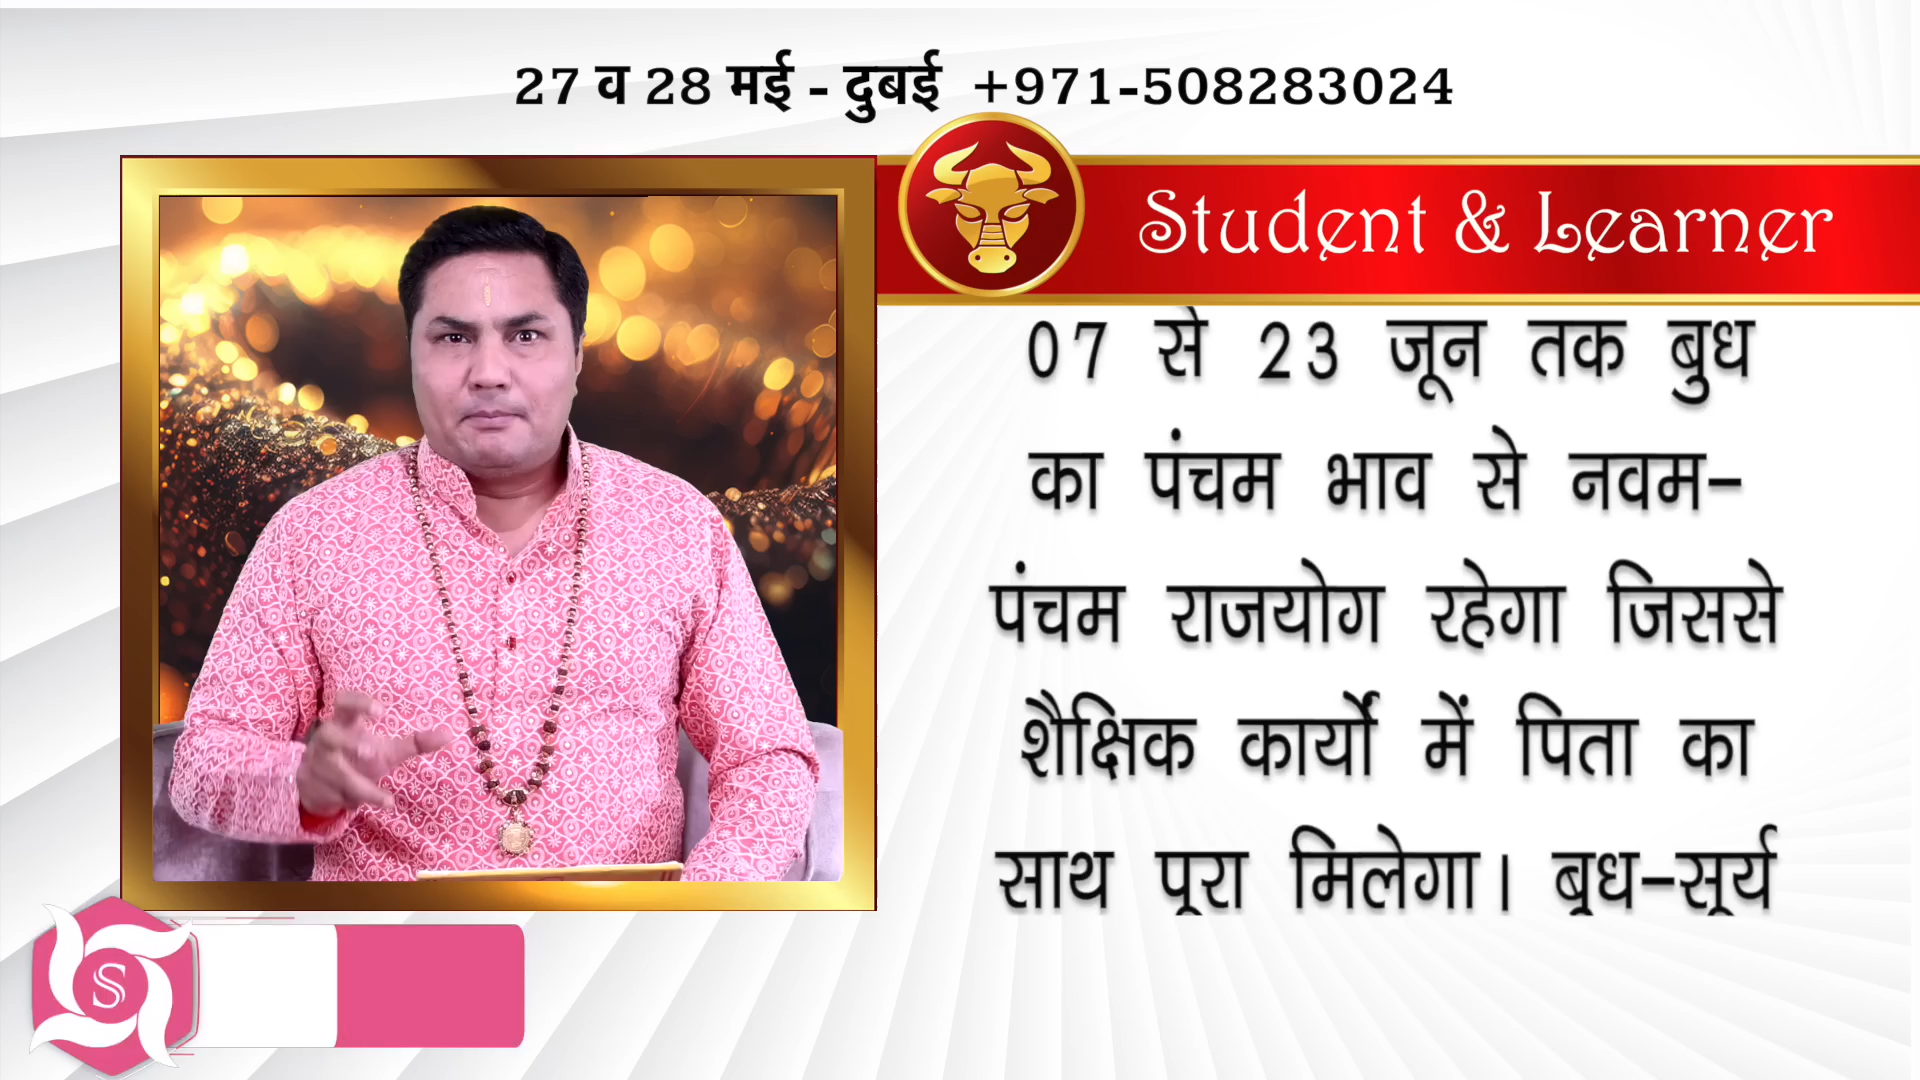 27 व 28 मई - दुबई +971-508283024
Student & Learner
07 से 23 जून तक बुध
का पंचम भाव से नवम-
पंचम राजयोग रहेगा जिससे
शैक्षिक कार्यों में पिता का
साथ पूरा मिलेगा। बुध-सूर्य
S